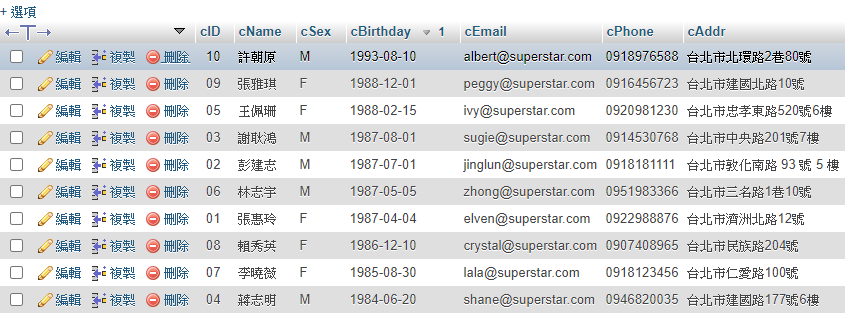 + 選項
←T→ cID cName cSex cBirthday 1 cEmail cPhone cAddr
編輯 複製 刪除 10 許朝原 M 1993-08-10 albert@superstar.com 0918976588 台北市北環路2巷80號
編輯 複製 刪除 09 張雅琪 F 1988-12-01 peggy@superstar.com 0916456723 台北市建國北路10號
編輯 複製 刪除 05 王佩珊 F 1988-02-15 ivy@superstar.com 0920981230 台北市忠孝東路520號6樓
編輯 複製 刪除 03 謝耿鴻 M 1987-08-01 sugie@superstar.com 0914530768 台北市中央路201號7樓
編輯 複製 刪除 02 彭建志 M 1987-07-01 jinglun@superstar.com 0918181111 台北市敦化南路 93 號 5 樓
編輯 複製 刪除 06 林志宇 M 1987-05-05 zhong@superstar.com 0951983366 台北市三名路1巷10號
編輯 複製 刪除 01 張惠玲 F 1987-04-04 elven@superstar.com 0922988876 台北市濟洲北路12號
編輯 複製 刪除 08 賴秀英 F 1986-12-10 crystal@superstar.com 0907408965 台北市民族路204號
編輯 複製 刪除 07 李曉薇 F 1985-08-30 lala@superstar.com 0918123456 台北市仁愛路100號
編輯 複製 刪除 04 蔣志明 M 1984-06-20 shane@superstar.com 0946820035 台北市建國路177號6樓